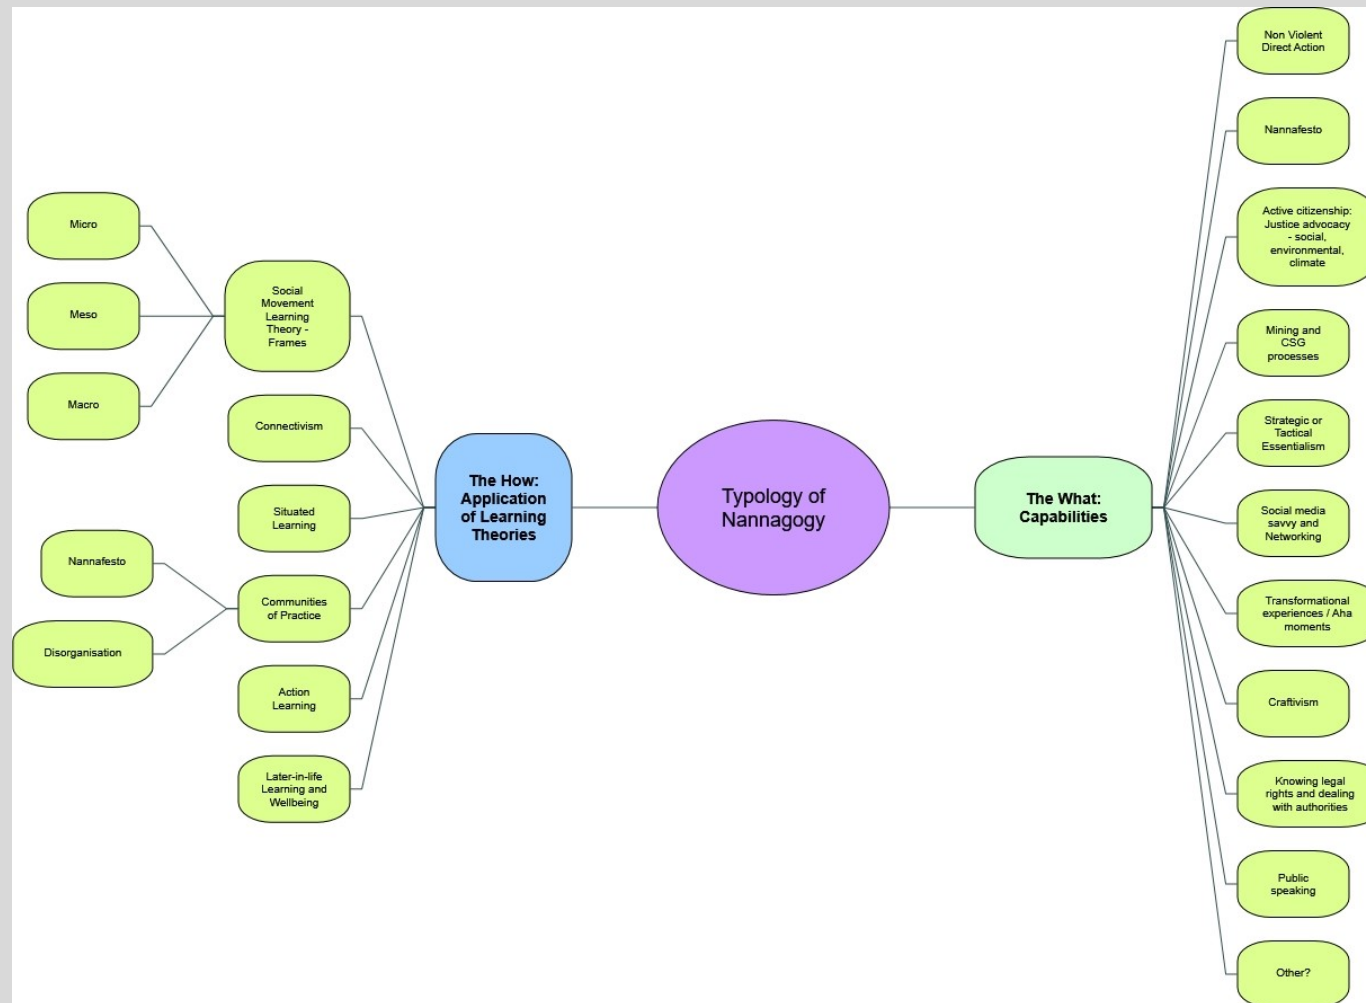 Typology of
Nannagogy
The How:
Application
of Learning
Theories
Social
Movement
Learning
Theory -
Frames
Micro
Meso
Macro
Connectivism
Situated
Learning
Communities
of Practice
Nannafesto
Disorganisation
Action
Learning
Later-in-life
Learning and
Wellbeing
The What:
Capabilities
Non Violent
Direct Action
Nannafesto
Active citizenship:
Justice advocacy
- social,
environmental,
climate
Mining and
CSG
processes
Strategic or
Tactical
Essentialism
Social media
savvy and
Networking
Transformational
experiences / Aha
moments
Craftivism
Knowing legal
rights and dealing
with authorities
Public
speaking
Other?